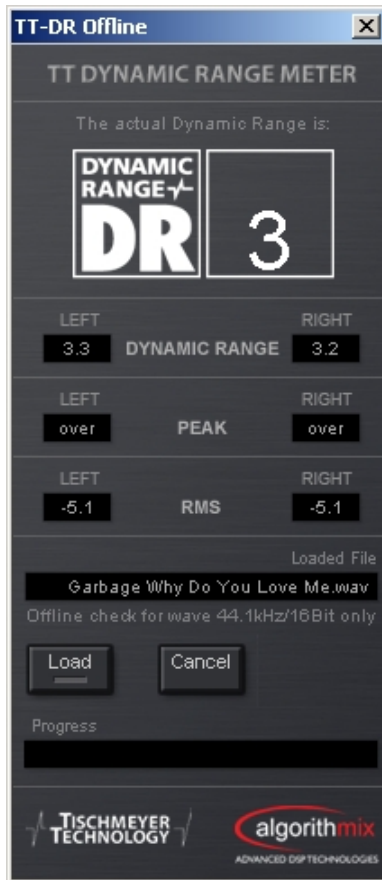 TT-DR Offline
TT DYNAMIC RANGE METER
The actual Dynamic Range is:
DYNAMIC
RANGE
DR
3
LEFT RIGHT
3.3 DYNAMIC RANGE 3.2
LEFT RIGHT
over PEAK over
LEFT RIGHT
-5.1 RMS -5.1
Loaded File
Garbage Why Do You Love Me.wav
Offline check for wave 44.1kHz/16Bit only
Load Cancel
Progress
TISCHMEYER
TECHNOLOGY
algorithmix
ADVANCED DSP TECHNOLOGIES